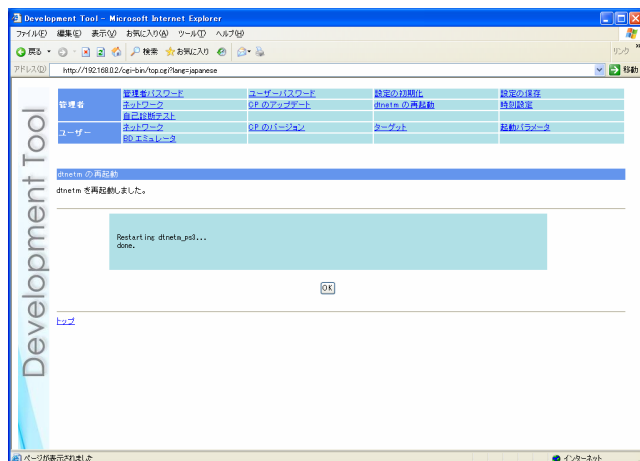 Development Tool - Microsoft Internet Explorer
ファイル(F) 編集(E) 表示(V) お気に入り(A) ツール(T) ヘルプ(H)
戻る 検索 お気に入り リンク »
アドレス(D) http://192.168.0.2/cgi-bin/top.cgi?lang=japanese 移動
Development Tool
管理者 管理者パスワード ユーザーパスワード 設定の初期化 設定の保存
ネットワーク CP のアップデート dtnetm の再起動 時刻設定
自己診断テスト
ユーザー ネットワーク CP のバージョン ターゲット 起動パラメータ
BD エミュレータ
dtnetm の再起動
dtnetm を再起動しました。
Restarting dtnetm_ps3...
done.
OK
トップ
ページが表示されました インターネット